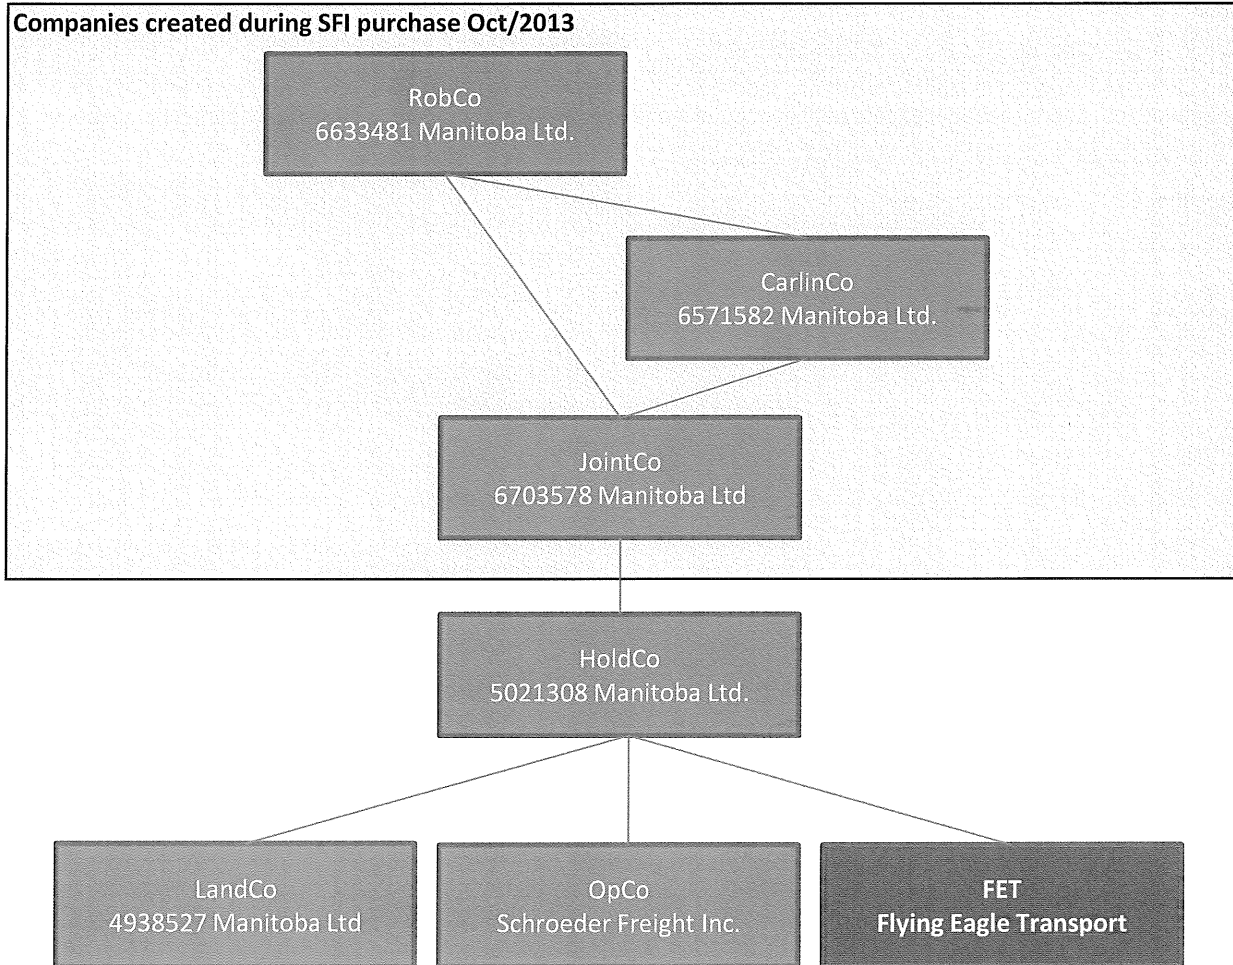 Companies created during SFI purchase Oct/2013
RobCo
6633481 Manitoba Ltd.
CarlinCo
6571582 Manitoba Ltd.
JointCo
6703578 Manitoba Ltd
HoldCo
5021308 Manitoba Ltd.
LandCo
4938527 Manitoba Ltd
OpCo
Schroeder Freight Inc.
FET
Flying Eagle Transport